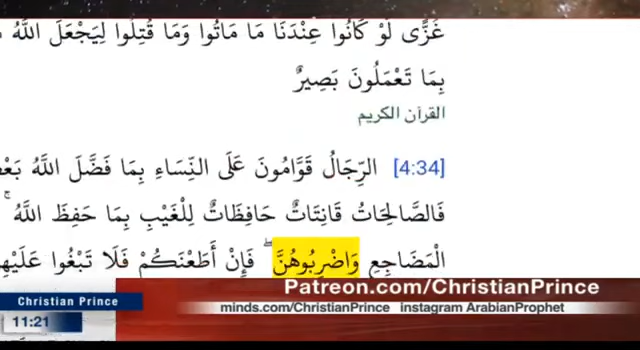 غُزًّى لَّوْ كَانُوا عِنْدَنَا مَا مَاتُوا وَمَا قُتِلُوا لِيَجْعَلَ اللَّهُ
بِمَا تَعْمَلُونَ بَصِيرٌ
القرآن الكريم
[4:34] الرِّجَالُ قَوَّامُونَ عَلَى النِّسَاءِ بِمَا فَضَّلَ اللَّهُ
فَالصَّالِحَاتُ قَانِتَاتٌ حَافِظَاتٌ لِلْغَيْبِ بِمَا حَفِظَ اللَّهُ ۚ
الْمَضَاجِعِ وَاضْرِبُوهُنَّ ۖ فَإِنْ أَطَعْنَكُمْ فَلَا تَبْغُوا
Patreon.com/ChristianPrince
Christian Prince
minds.com/ChristianPrince instagram ArabianProphet
11:21